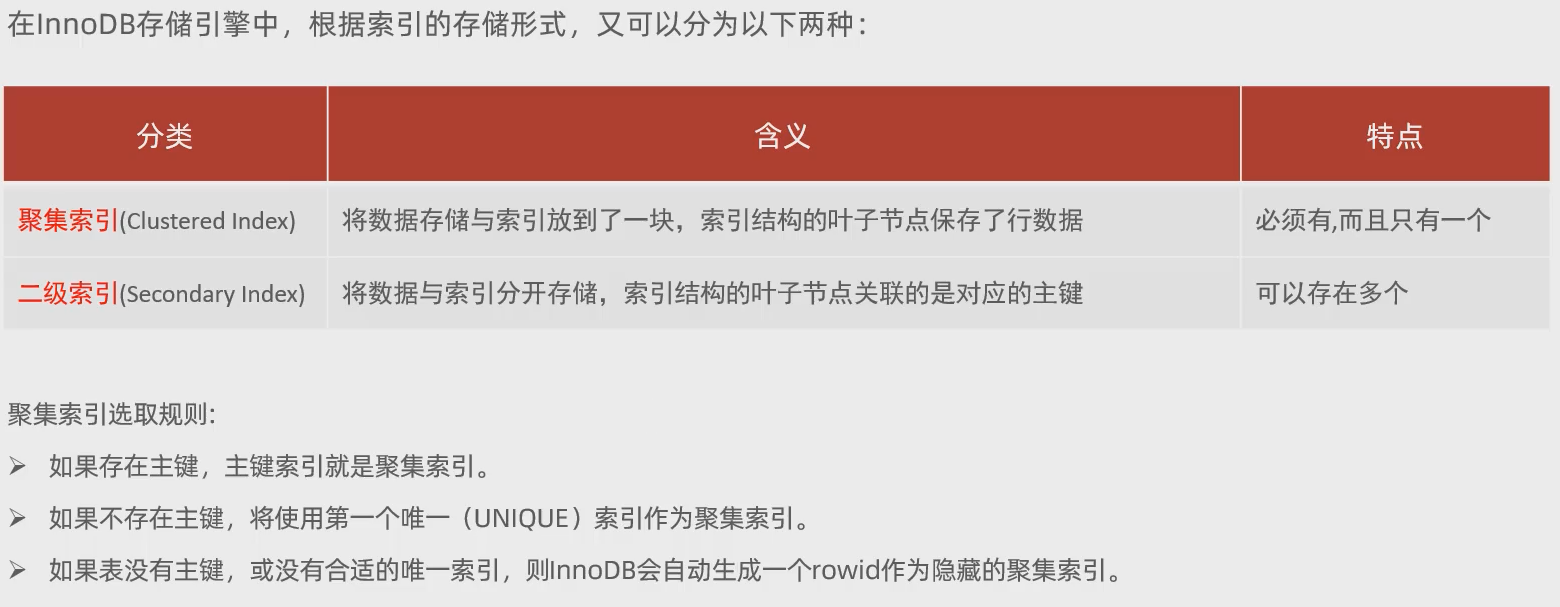 在InnoDB存储引擎中，根据索引的存储形式，又可以分为以下两种：
分类 含义 特点
聚集索引(Clustered Index) 将数据存储与索引放到了一块，索引结构的叶子节点保存了行数据 必须有,而且只有一个
二级索引(Secondary Index) 将数据与索引分开存储，索引结构的叶子节点关联的是对应的主键 可以存在多个
聚集索引选取规则:
➢ 如果存在主键，主键索引就是聚集索引。
➢ 如果不存在主键，将使用第一个唯一（UNIQUE）索引作为聚集索引。
➢ 如果表没有主键，或没有合适的唯一索引，则InnoDB会自动生成一个rowid作为隐藏的聚集索引。